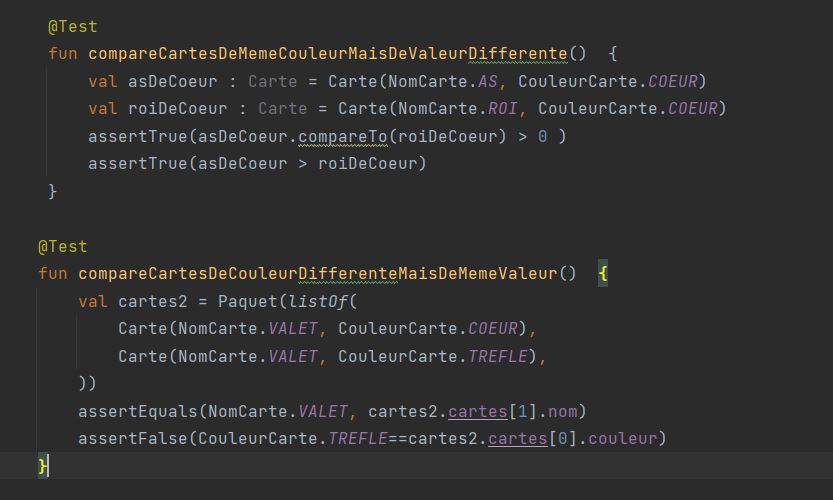 @Test
fun compareCartesDeMemeCouleurMaisDeValeurDifferente()  {
    val asDeCoeur : Carte = Carte(NomCarte.AS, CouleurCarte.COEUR)
    val roiDeCoeur : Carte = Carte(NomCarte.ROI, CouleurCarte.COEUR)
    assertTrue(asDeCoeur.compareTo(roiDeCoeur) > 0 )
    assertTrue(asDeCoeur > roiDeCoeur)
}
@Test
fun compareCartesDeCouleurDifferenteMaisDeMemeValeur()  {
    val cartes2 = Paquet(listOf(
        Carte(NomCarte.VALET, CouleurCarte.COEUR),
        Carte(NomCarte.VALET, CouleurCarte.TREFLE),
    ))
    assertEquals(NomCarte.VALET, cartes2.cartes[1].nom)
    assertFalse(CouleurCarte.TREFLE==cartes2.cartes[0].couleur)
}